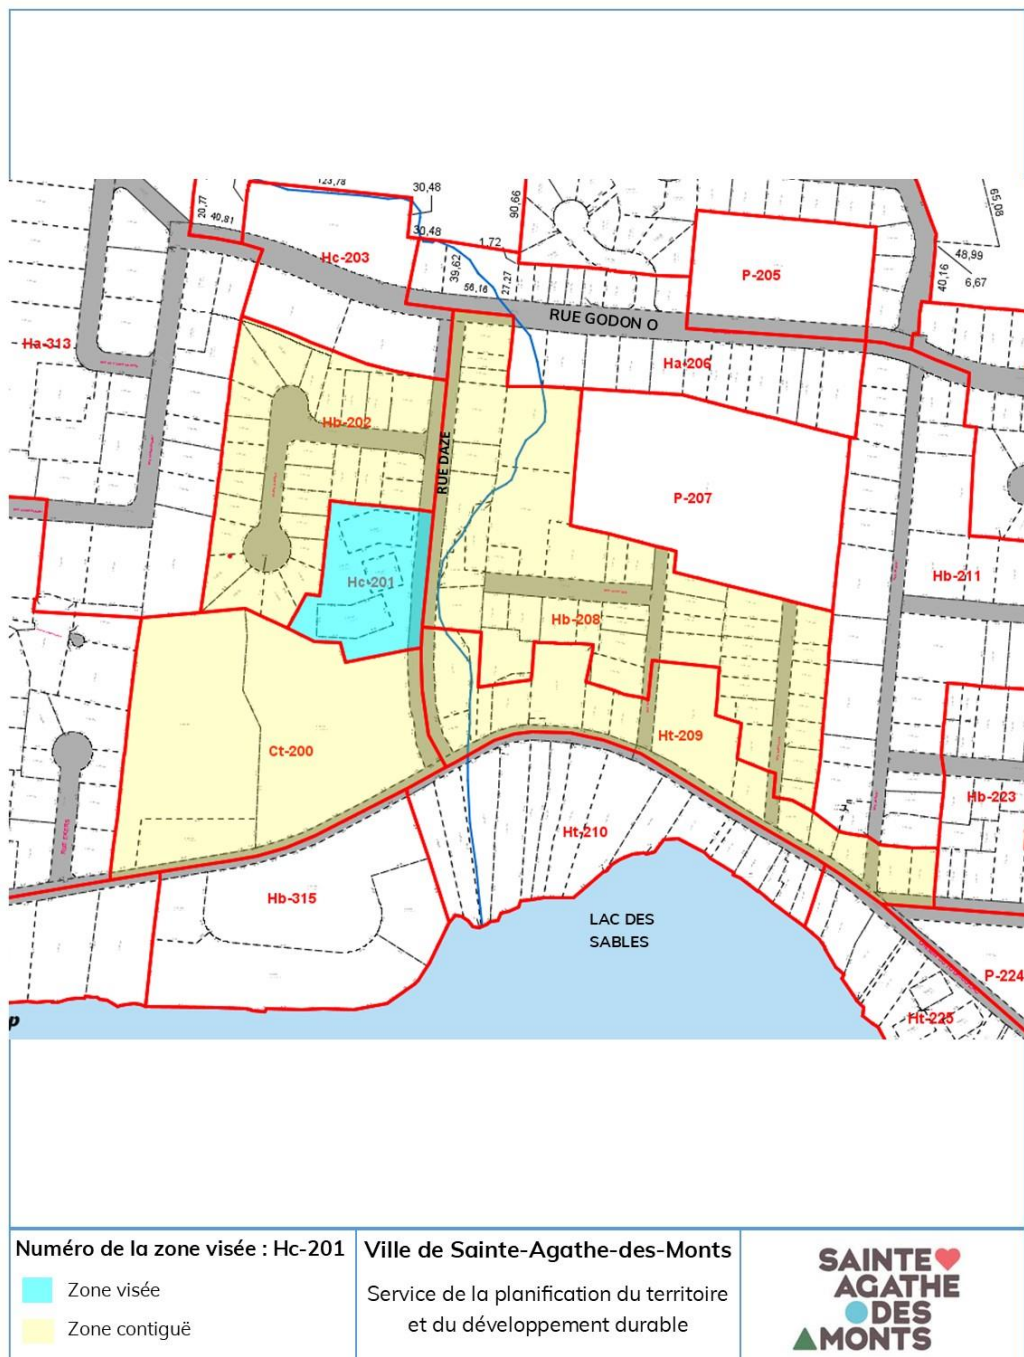 123,78
30,48
20,77
40,81
90,66
65,08
30,48
1,72
Hc-203
39,62
48,99
P-205
40,16
6,67
56,16
27,27
RUE GODON O
Ha-313
Ha-206
Hb-202
RUE DAZÉ
P-207
Hc-201
Hb-211
Hb-208
Ht-209
Ct-200
Hb-223
Ht-210
Hb-315
LAC DES
SABLES
P-224
Ht-225
p
Numéro de la zone visée : Hc-201
Zone visée
Zone contiguë
Ville de Sainte-Agathe-des-Monts
Service de la planification du territoire
et du développement durable
SAINTE
AGATHE
DES
MONTS